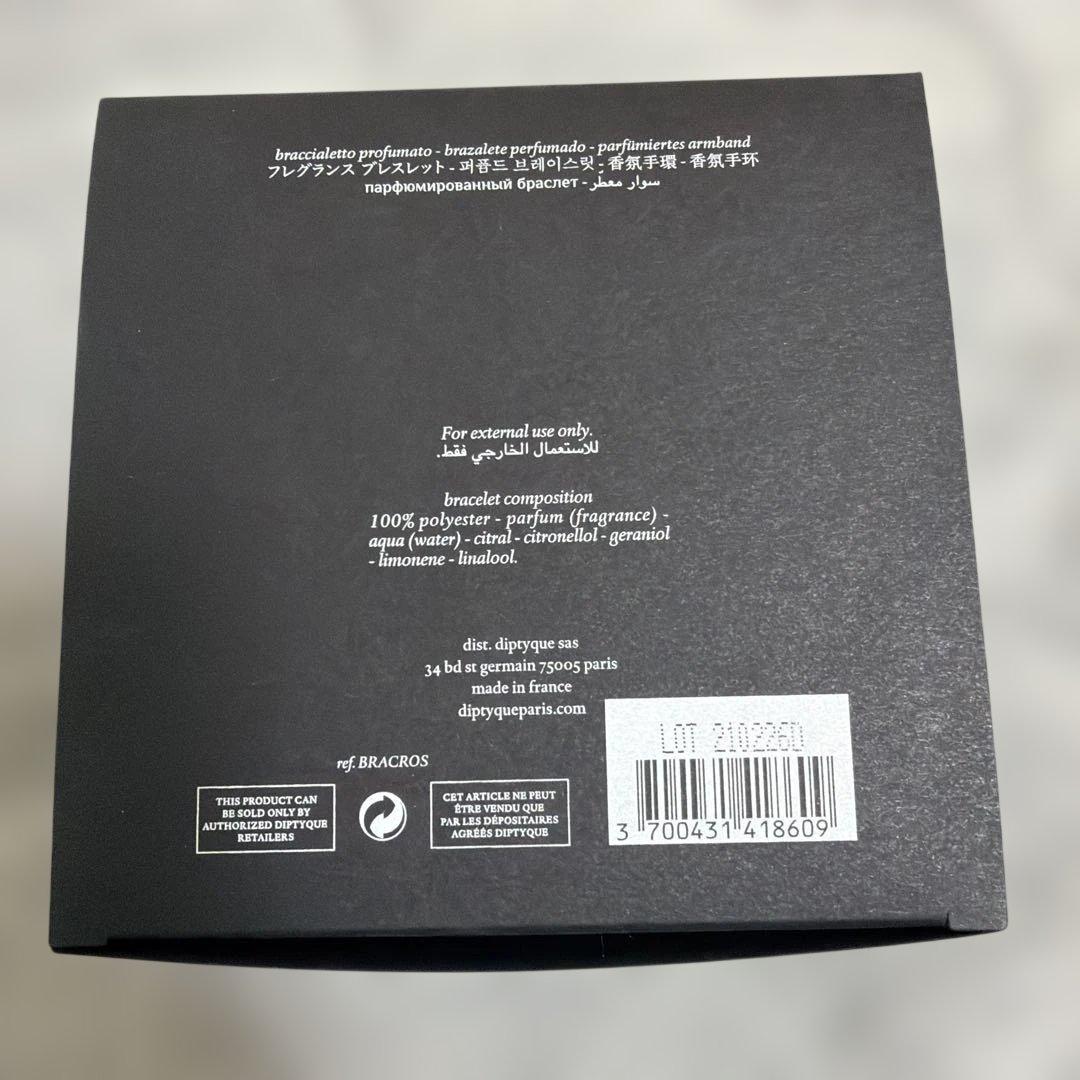 braccialetto profumato - brazalete perfumado - parfümiertes armband
フレグランス ブレスレット - 퍼퓸드 브레이스릿 - 香氛手環 - 香氛手环
парфюмированный браслет - سوار معطّر
For external use only.
للاستعمال الخارجي فقط.
bracelet composition
100% polyester - parfum (fragrance) -
aqua (water) - citral - citronellol - geraniol
- limonene - linalool.
dist. diptyque sas
34 bd st germain 75005 paris
made in france
diptyqueparis.com
ref. BRACROS
THIS PRODUCT CAN
BE SOLD ONLY BY
AUTHORIZED DIPTYQUE
RETAILERS
CET ARTICLE NE PEUT
ÊTRE VENDU QUE
PAR LES DÉPOSITAIRES
AGRÉÉS DIPTYQUE
LOT 210226D
3 700431 418609